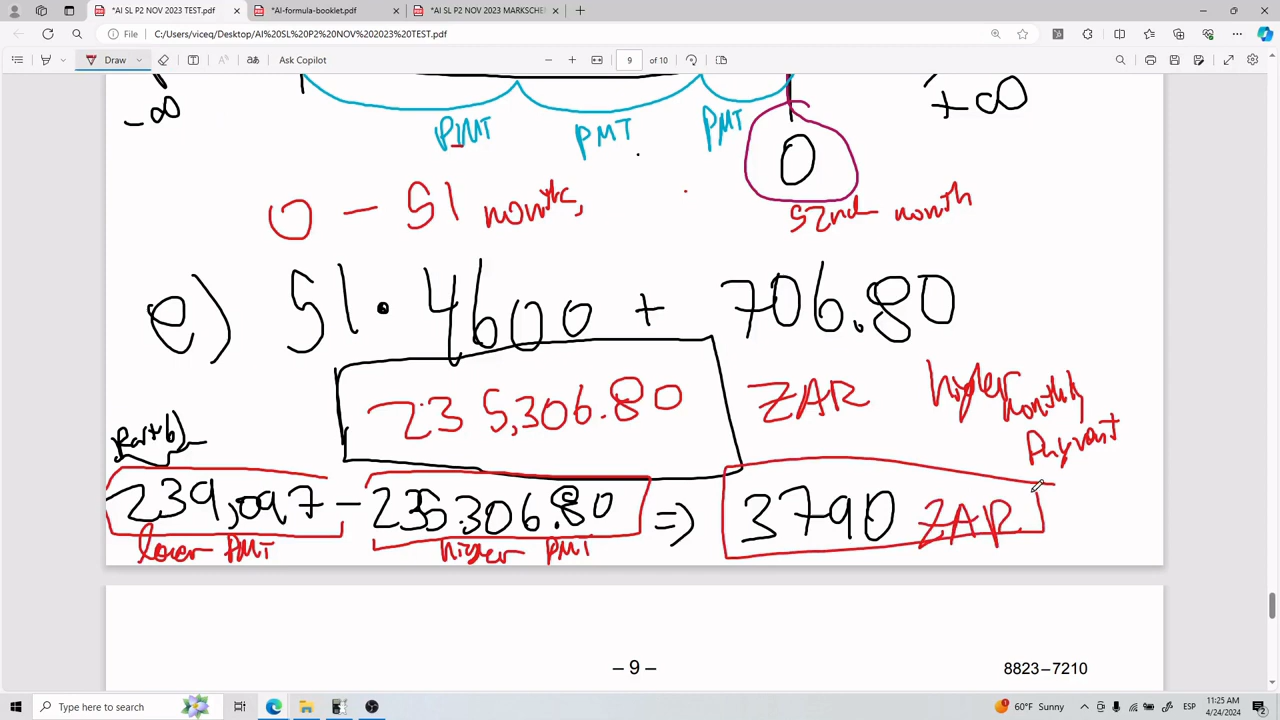 *AI SL P2 NOV 2023 TEST.pdf
*AI-formula-booklet.pdf
*AI SL P2 NOV 2023 MARKSCHE
File
C:/Users/viceq/Desktop/AI%20SL%20P2%20NOV%202023%20TEST.pdf
Draw
Ask Copilot
9 of 10
-∞
PMT
PMT
PMT
0
+∞
0 - 51 months,
52nd month
e) 51 · 4600 + 706.80
235,306.80 ZAR
higher
monthly
Payment
Part b)
239,097 - 235,306.80 => 3790 ZAR
lower PMT
higher PMT
– 9 –
8823–7210
Type here to search
60°F Sunny
ESP
11:25 AM
4/24/2024
2